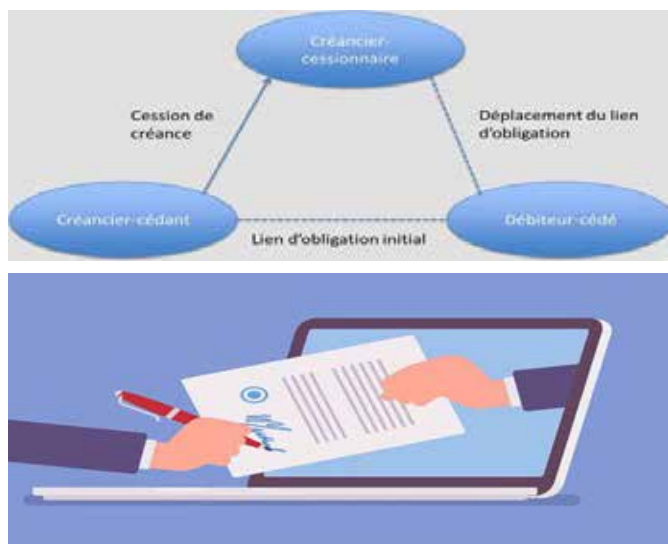 Créancier-
cessionnaire
Cession de
créance
Déplacement du lien
d'obligation
Créancier-cédant
Débiteur-cédé
Lien d'obligation initial